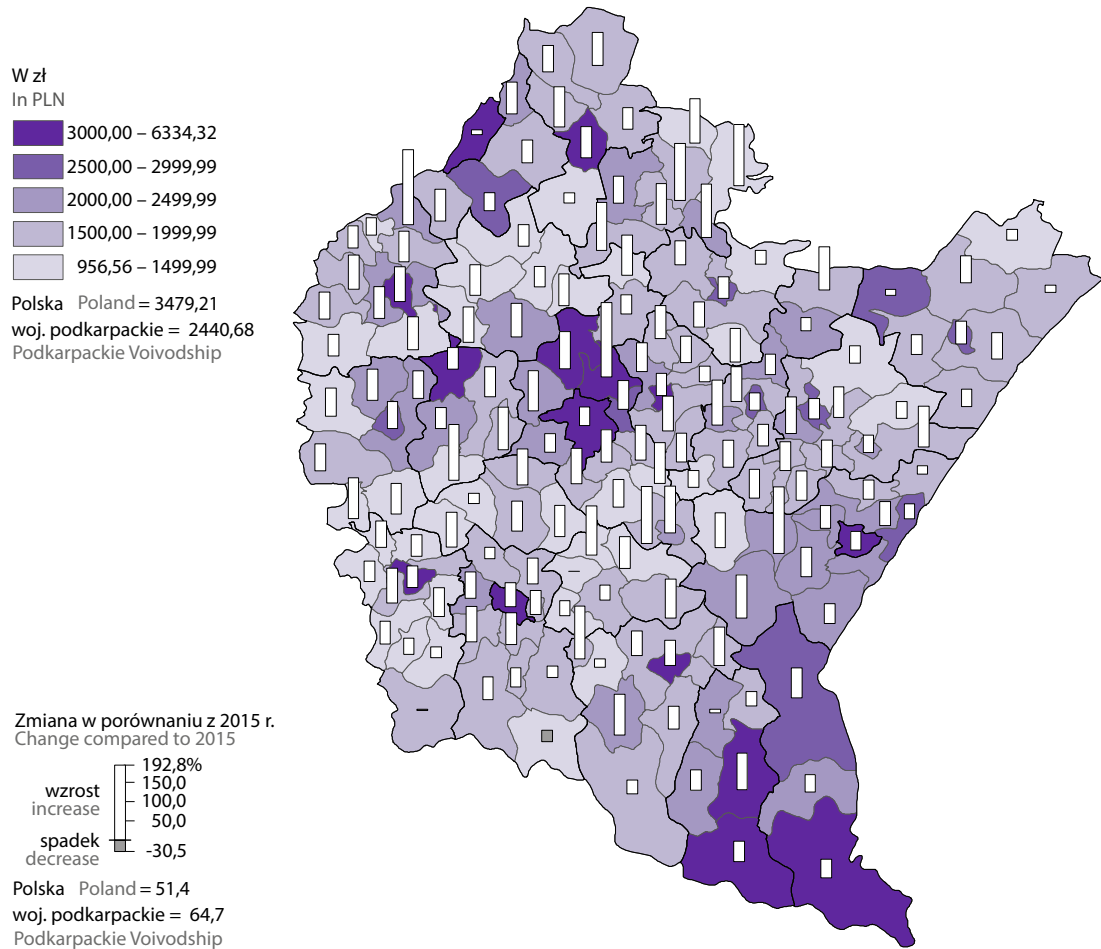 W zł
In PLN
3000,00 – 6334,32
2500,00 – 2999,99
2000,00 – 2499,99
1500,00 – 1999,99
956,56 – 1499,99
Polska Poland = 3479,21
woj. podkarpackie = 2440,68
Podkarpackie Voivodship
Zmiana w porównaniu z 2015 r.
Change compared to 2015
192,8%
150,0
wzrost
100,0
increase
50,0
spadek
decrease
-30,5
Polska Poland = 51,4
woj. podkarpackie = 64,7
Podkarpackie Voivodship